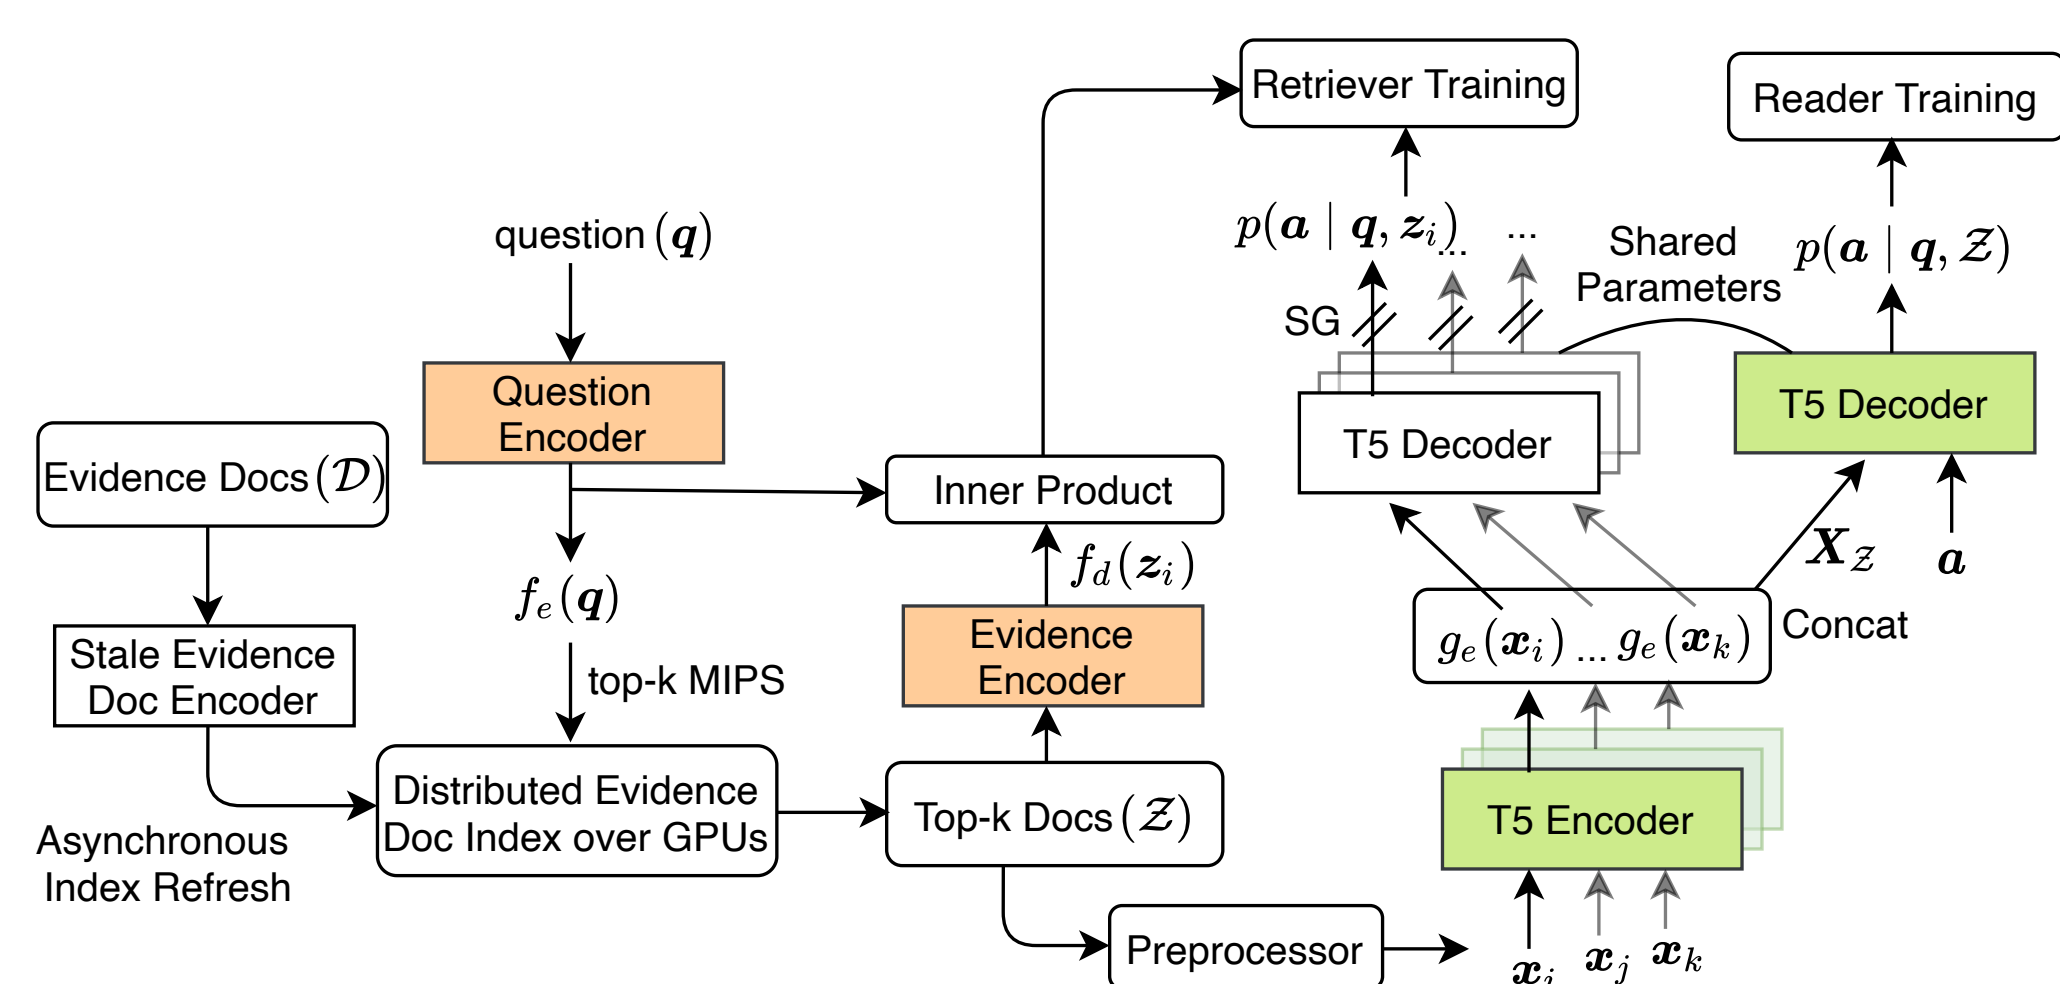 Retriever Training
Reader Training
question (q)
p(a | q, z_i)
...
...
Shared
Parameters
p(a | q, Z)
SG
Question
Encoder
T5 Decoder
T5 Decoder
Evidence Docs (D)
Inner Product
f_d(z_i)
X_Z
a
f_e(q)
Stale Evidence
Doc Encoder
top-k MIPS
Evidence
Encoder
g_e(x_i) ... g_e(x_k)
Concat
Distributed Evidence
Doc Index over GPUs
Top-k Docs (Z)
T5 Encoder
Asynchronous
Index Refresh
Preprocessor
x_i
x_j
x_k